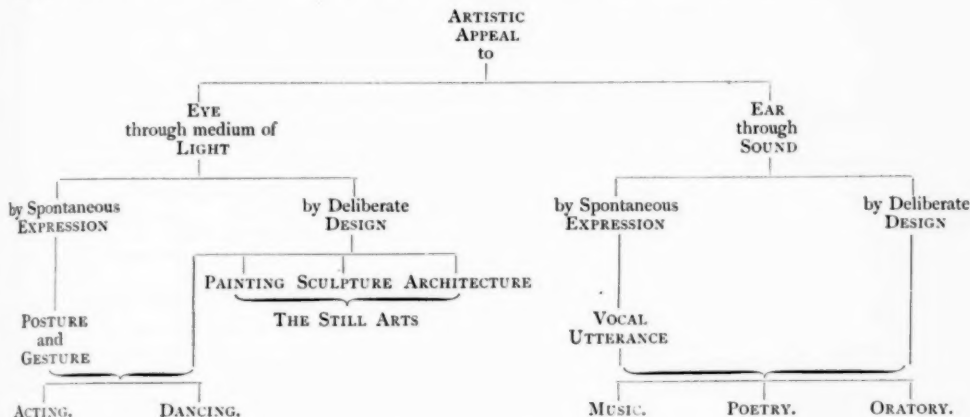 ARTISTIC
APPEAL
to
EYE
through medium of
LIGHT
EAR
through
SOUND
by Spontaneous
EXPRESSION
by Deliberate
DESIGN
by Spontaneous
EXPRESSION
by Deliberate
DESIGN
PAINTING SCULPTURE ARCHITECTURE
THE STILL ARTS
POSTURE
and
GESTURE
VOCAL
UTTERANCE
ACTING. DANCING.
MUSIC. POETRY. ORATORY.